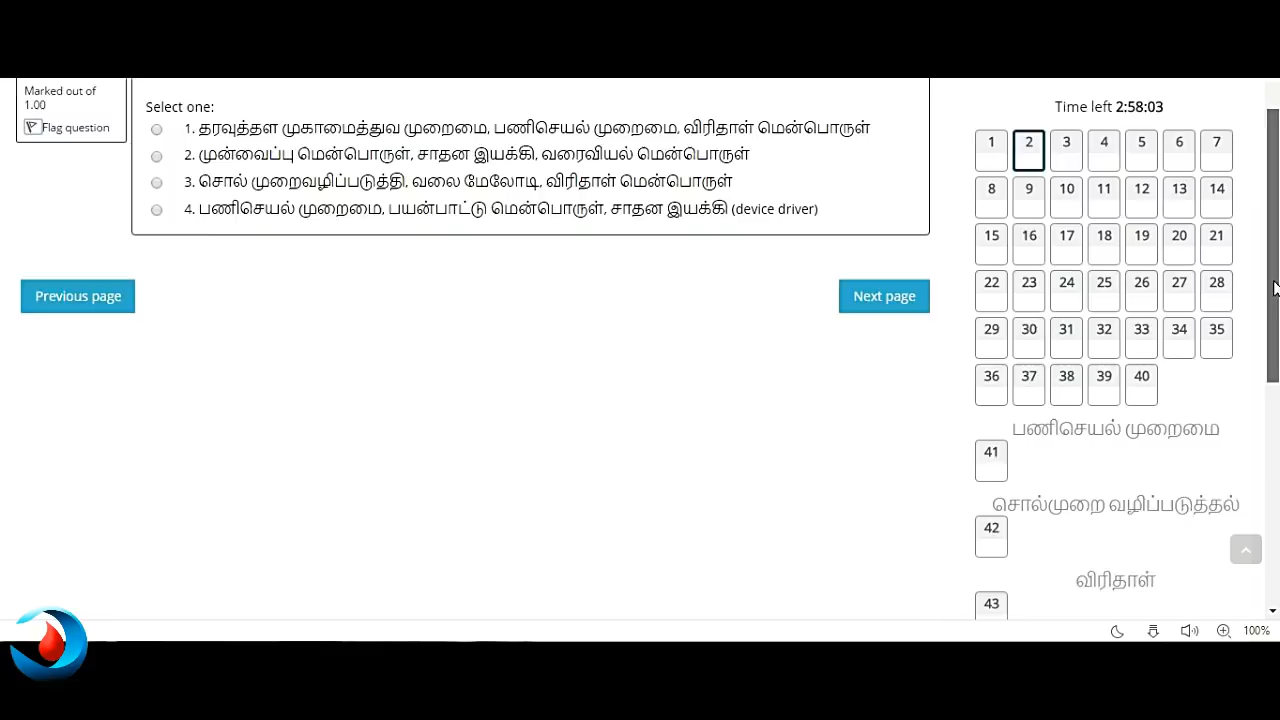 Marked out of
1.00
Flag question
Select one:
1. தரவுத்தள முகாமைத்துவ முறைமை, பணிசெயல் முறைமை, விரிதாள் மென்பொருள்
2. முன்வைப்பு மென்பொருள், சாதன இயக்கி, வரைவியல் மென்பொருள்
3. சொல் முறைவழிப்படுத்தி, வலை மேலோடி, விரிதாள் மென்பொருள்
4. பணிசெயல் முறைமை, பயன்பாட்டு மென்பொருள், சாதன இயக்கி (device driver)
Previous page
Next page
Time left 2:58:03
1 2 3 4 5 6 7
8 9 10 11 12 13 14
15 16 17 18 19 20 21
22 23 24 25 26 27 28
29 30 31 32 33 34 35
36 37 38 39 40
பணிசெயல் முறைமை
41
சொல்முறை வழிப்படுத்தல்
42
விரிதாள்
43
100%